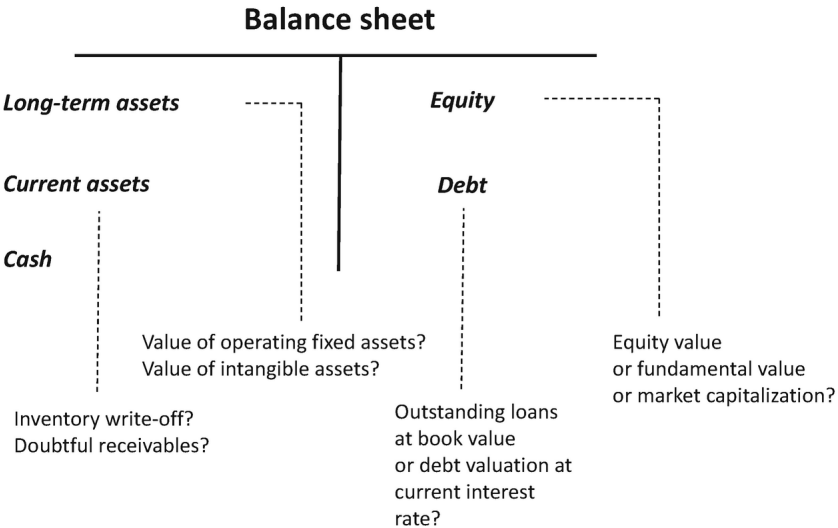 Balance sheet
Long-term assets
Equity
Current assets
Debt
Cash
Value of operating fixed assets?
Value of intangible assets?
Equity value
or fundamental value
or market capitalization?
Inventory write-off?
Doubtful receivables?
Outstanding loans
at book value
or debt valuation at
current interest
rate?